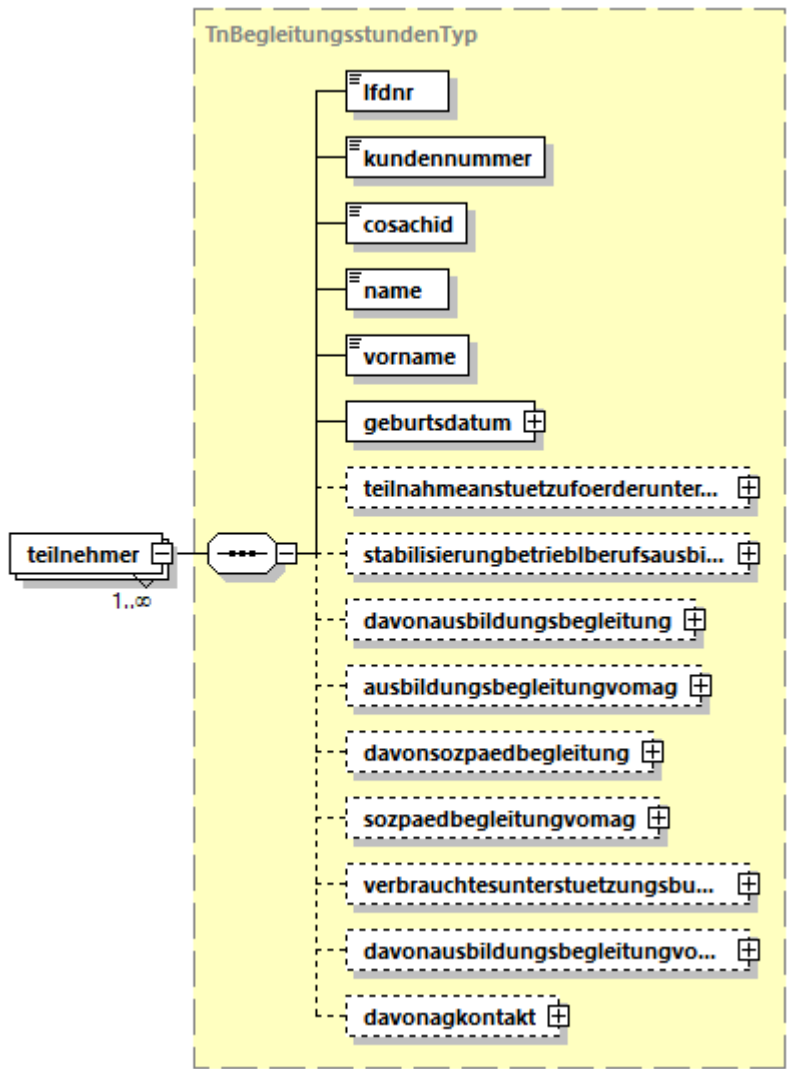 TnBegleitungsstundenTyp
lfdnr
kundennummer
cosachid
name
vorname
geburtsdatum
teilnahmeanstuetzufoerderunter...
teilnehmer
stabilisierungbetrieblberufsausbi...
1..∞
davonausbildungsbegleitung
ausbildungsbegleitungvomag
davonsozpaedbegleitung
sozpaedbegleitungvomag
verbrauchtesunterstuetzungsbu...
davonausbildungsbegleitungvo...
davonagkontakt